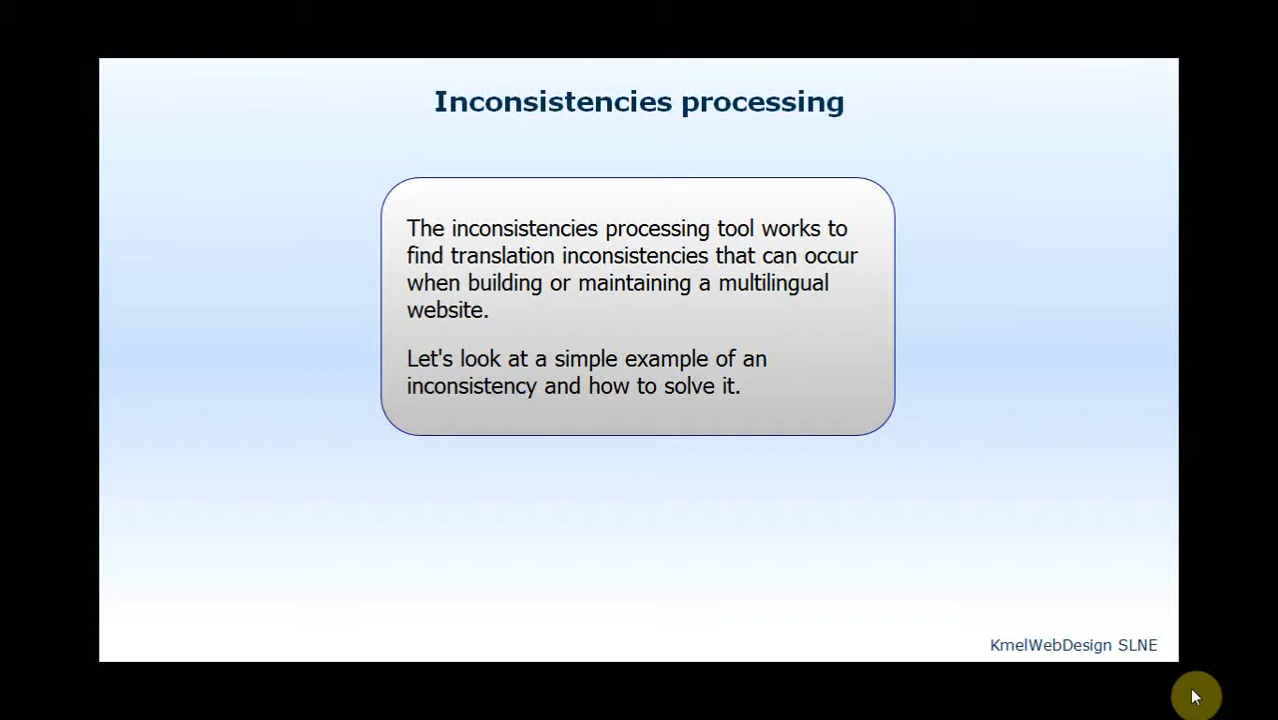 Inconsistencies processing
The inconsistencies processing tool works to
find translation inconsistencies that can occur
when building or maintaining a multilingual
website.
Let's look at a simple example of an
inconsistency and how to solve it.
KmelWebDesign SLNE